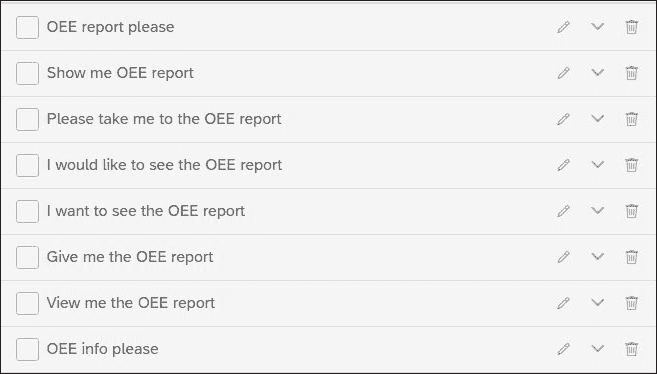 OEE report please
Show me OEE report
Please take me to the OEE report
I would like to see the OEE report
I want to see the OEE report
Give me the OEE report
View me the OEE report
OEE info please